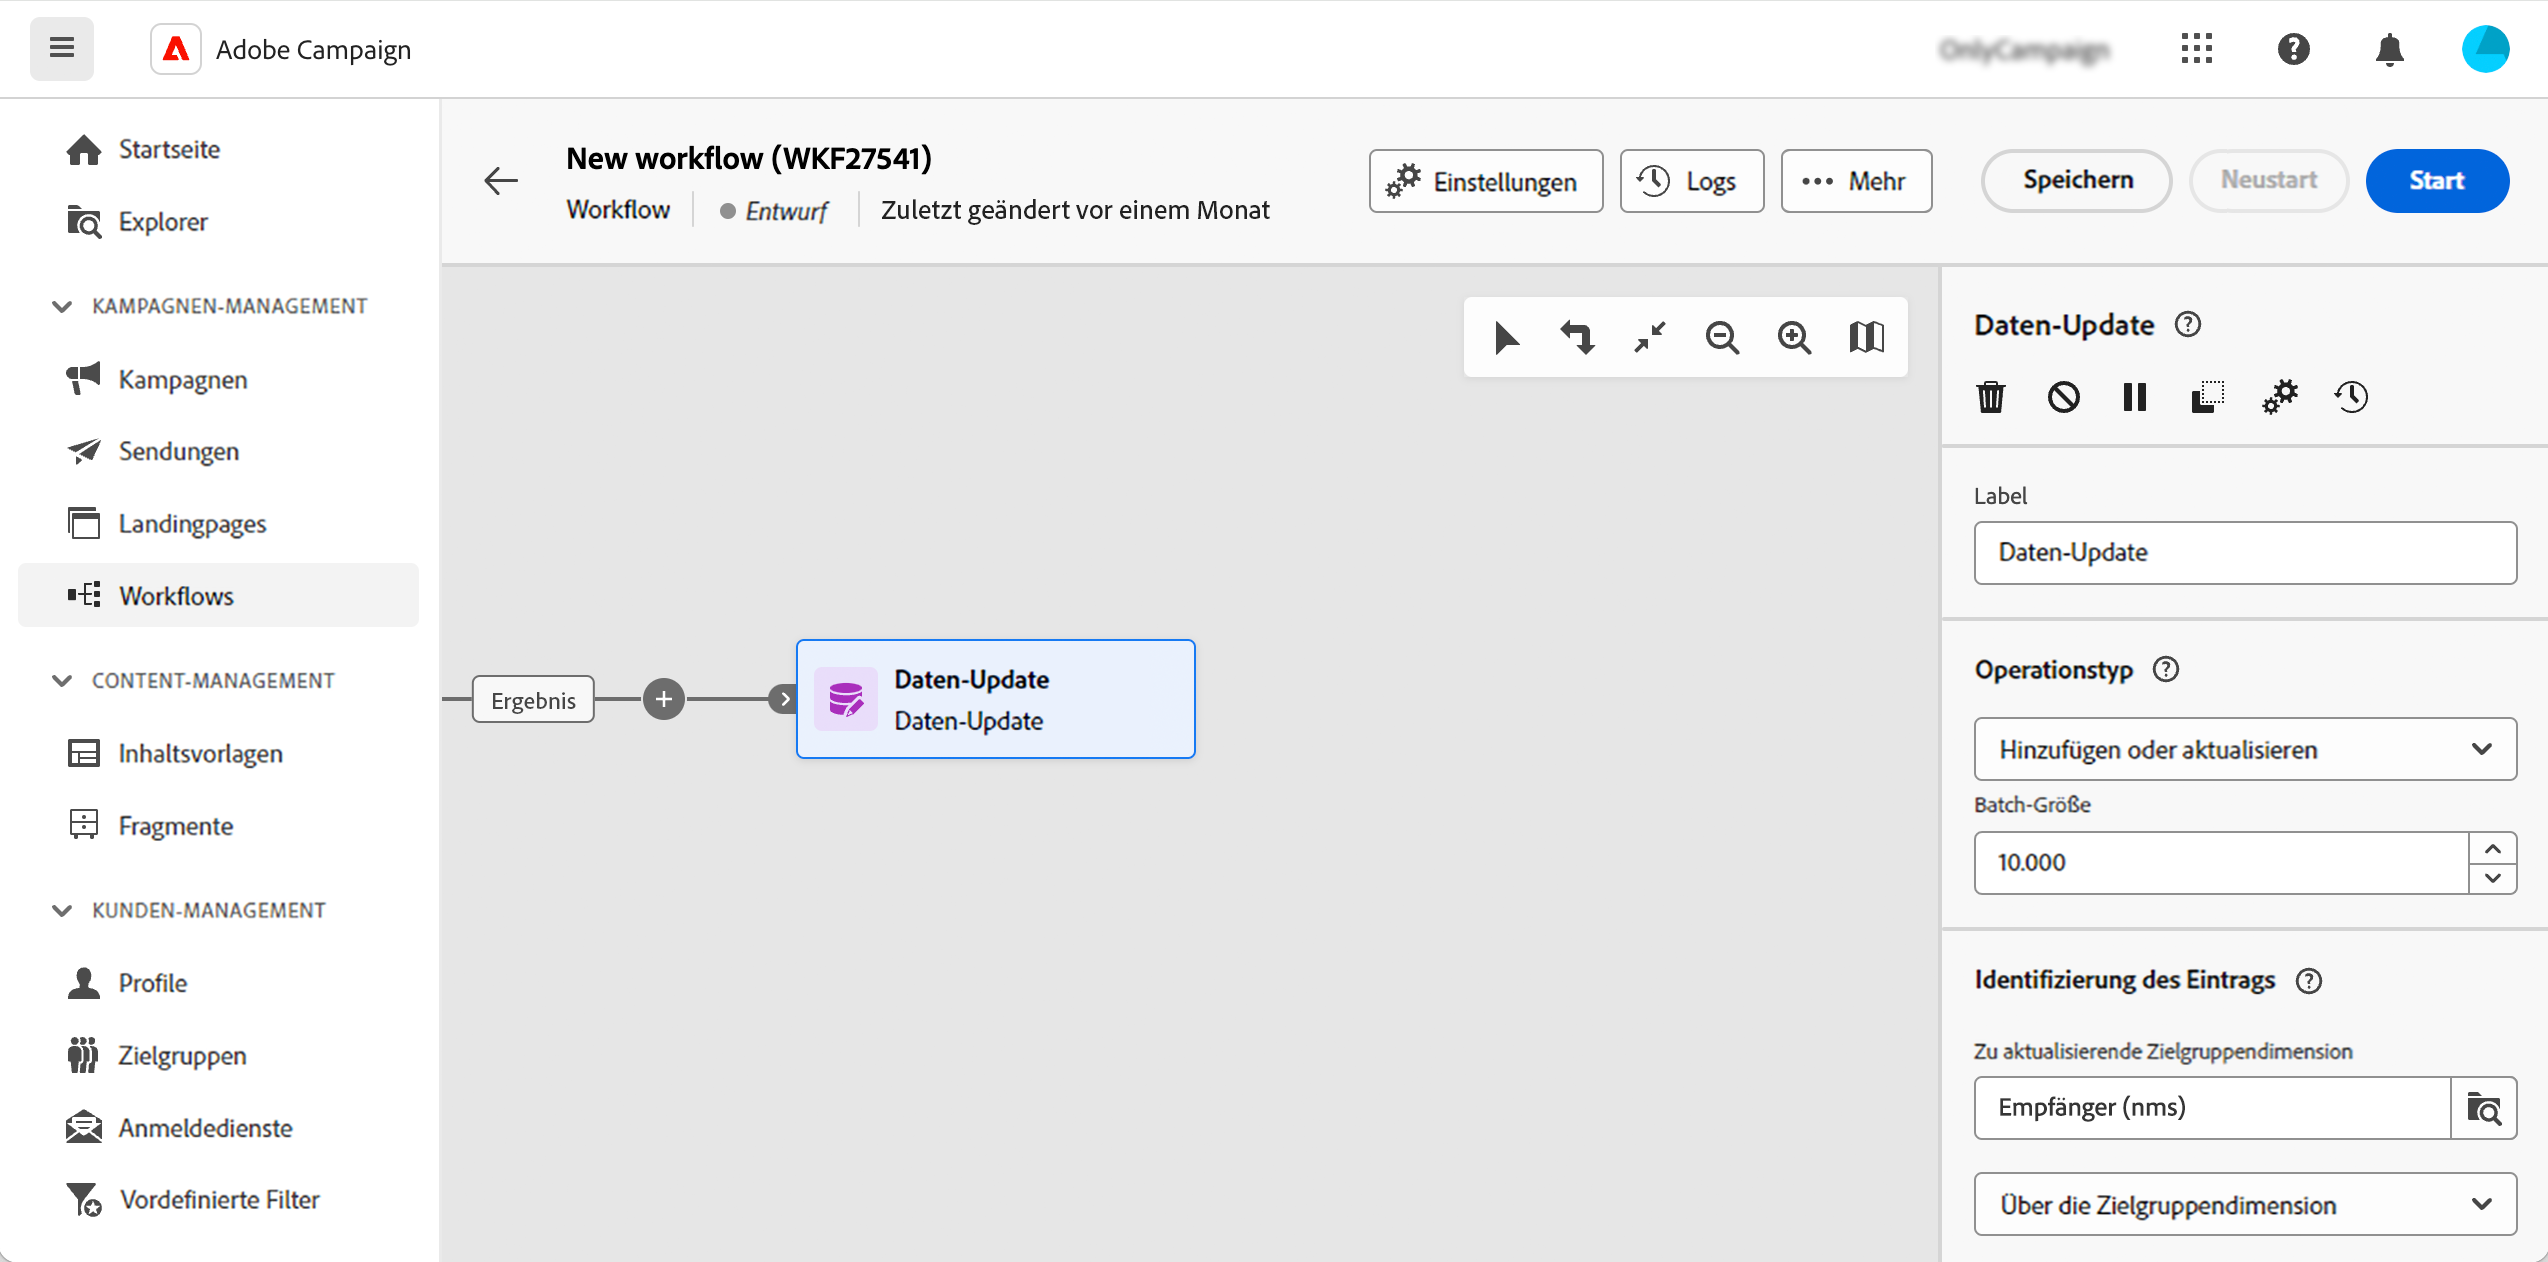 Adobe Campaign
Startseite
Explorer
KAMPAGNEN-MANAGEMENT
Kampagnen
Sendungen
Landingpages
Workflows
CONTENT-MANAGEMENT
Inhaltsvorlagen
Fragmente
KUNDEN-MANAGEMENT
Profile
Zielgruppen
Anmeldedienste
Vordefinierte Filter
New workflow (WKF27541)
Workflow Entwurf Zuletzt geändert vor einem Monat
Einstellungen Logs Mehr Speichern Neustart Start
Ergebnis
Daten-Update
Daten-Update
Daten-Update
Label
Daten-Update
Operationstyp
Hinzufügen oder aktualisieren
Batch-Größe
10.000
Identifizierung des Eintrags
Zu aktualisierende Zielgruppendimension
Empfänger (nms)
Über die Zielgruppendimension